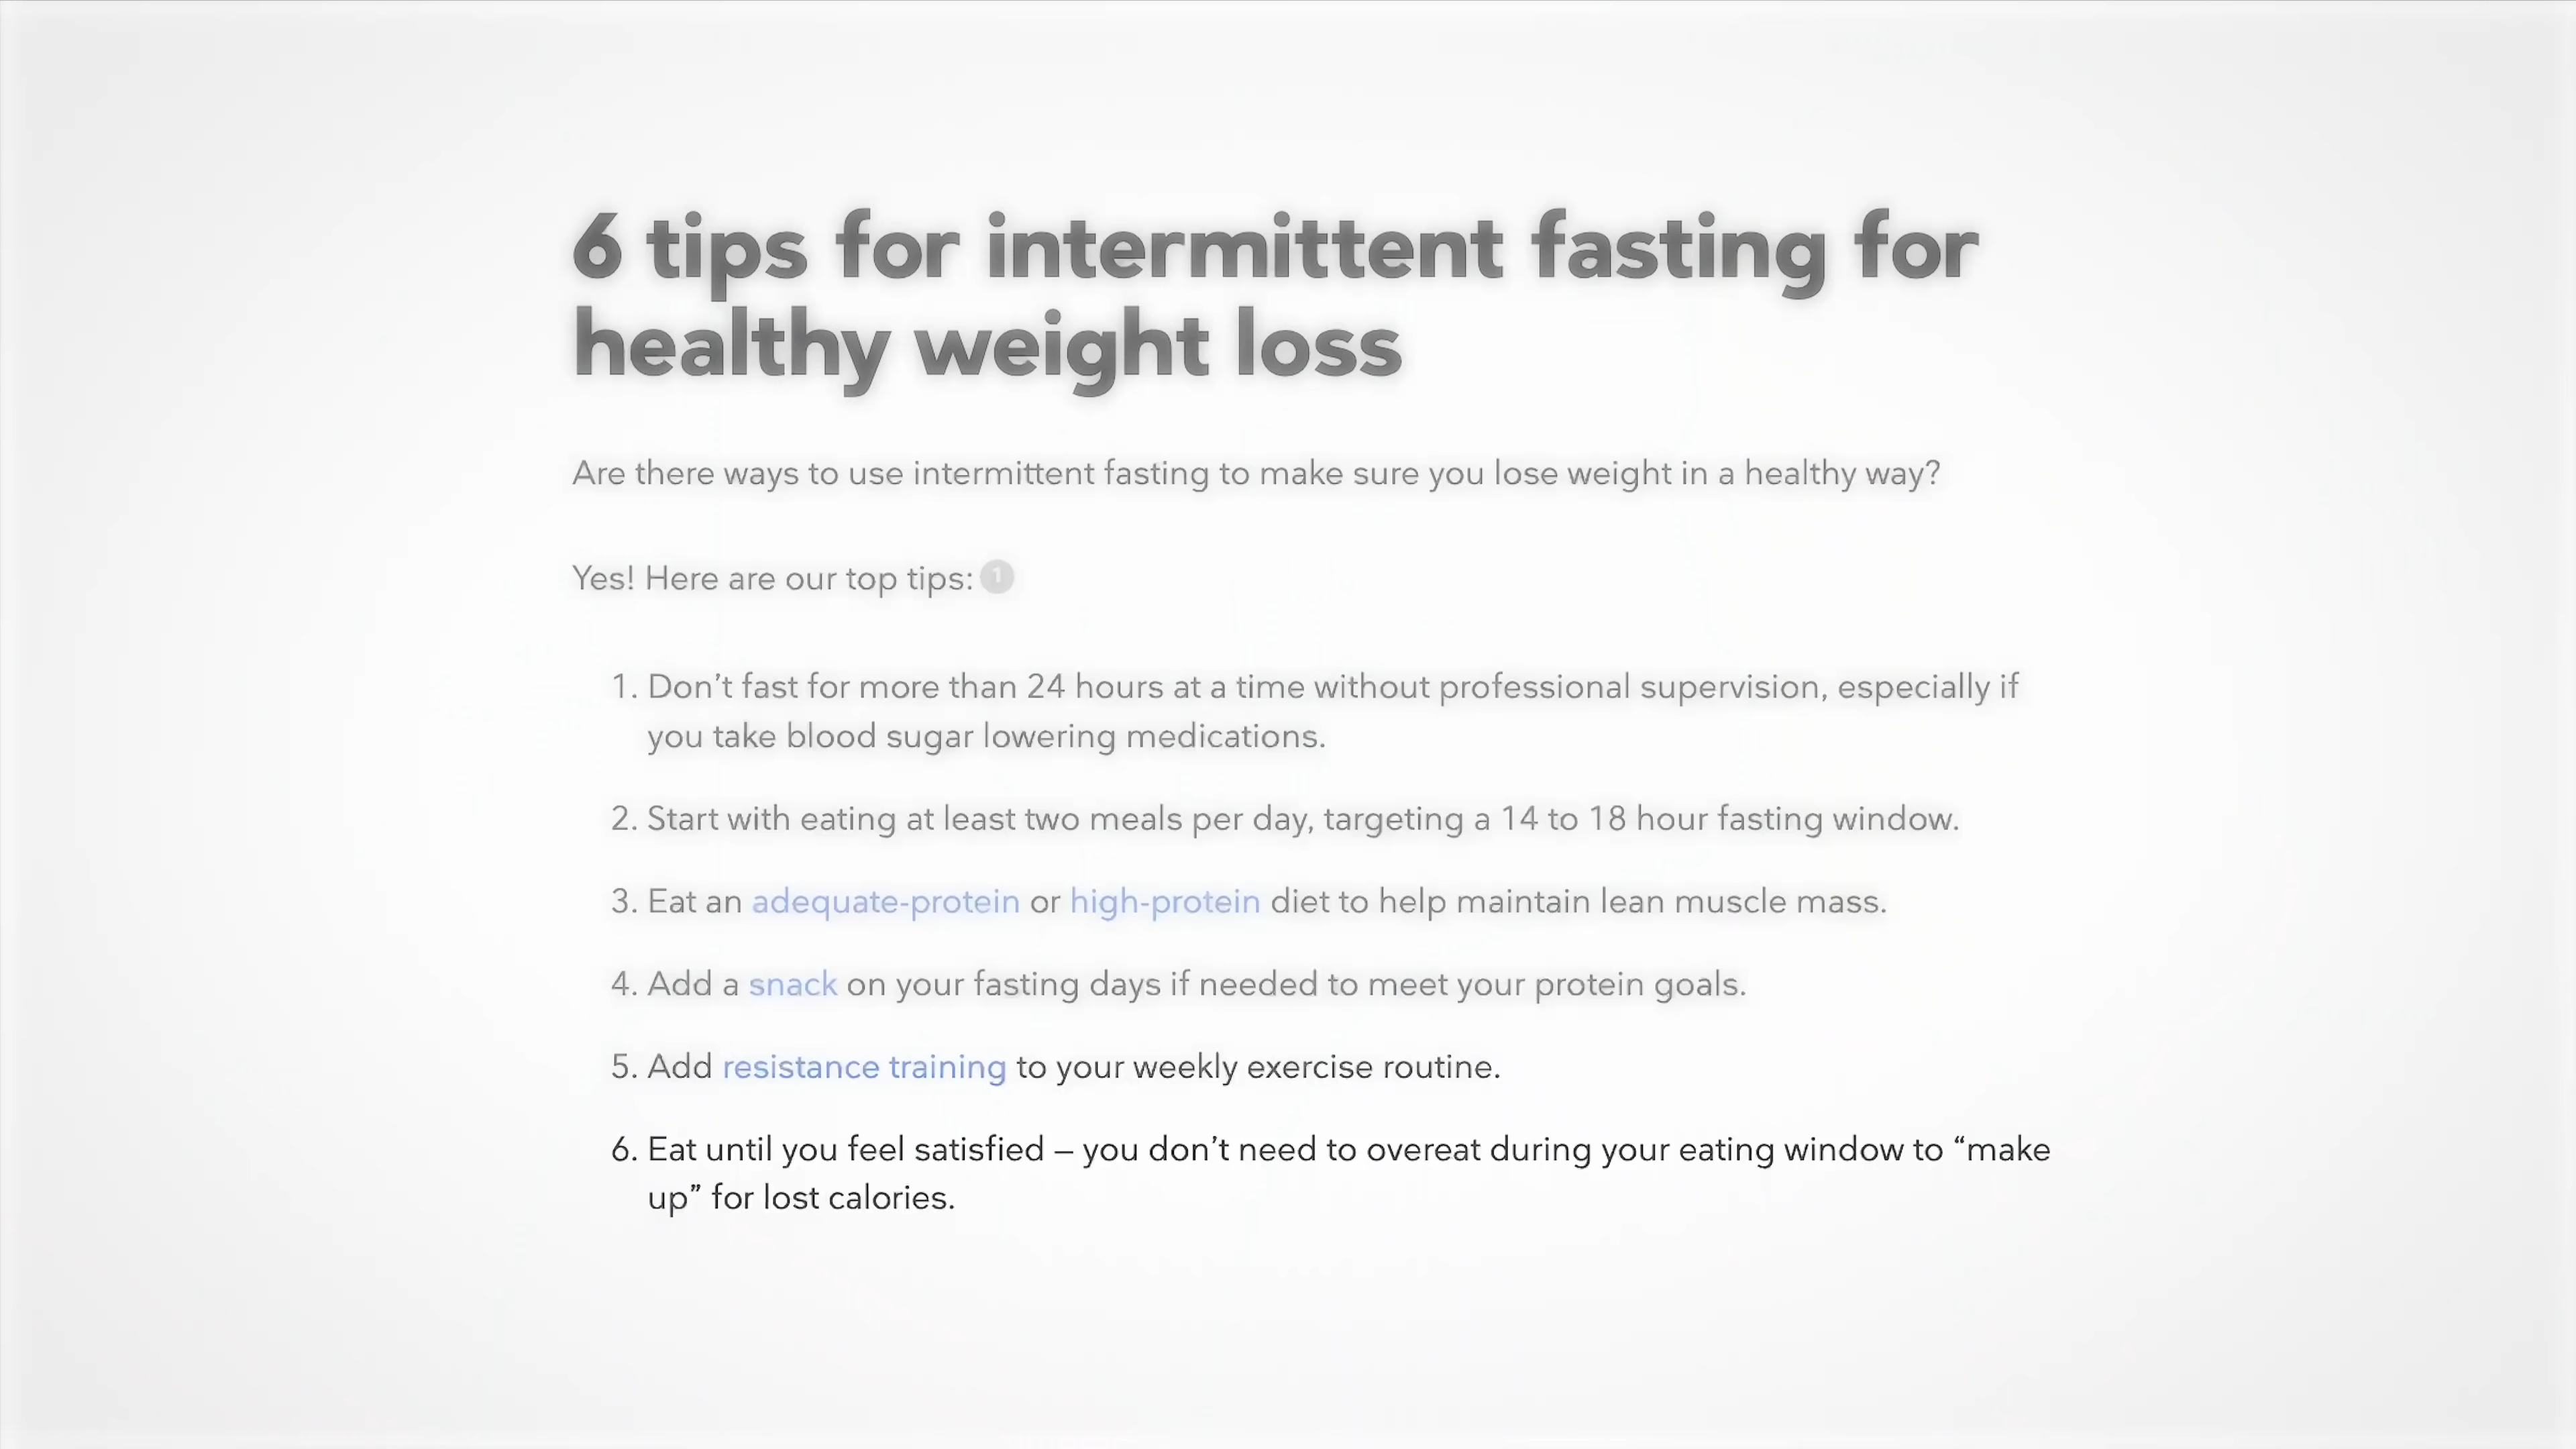 6 tips for intermittent fasting for
healthy weight loss
Are there ways to use intermittent fasting to make sure you lose weight in a healthy way?
Yes! Here are our top tips: 1
1. Don’t fast for more than 24 hours at a time without professional supervision, especially if
you take blood sugar lowering medications.
2. Start with eating at least two meals per day, targeting a 14 to 18 hour fasting window.
3. Eat an adequate-protein or high-protein diet to help maintain lean muscle mass.
4. Add a snack on your fasting days if needed to meet your protein goals.
5. Add resistance training to your weekly exercise routine.
6. Eat until you feel satisfied – you don’t need to overeat during your eating window to “make
up” for lost calories.